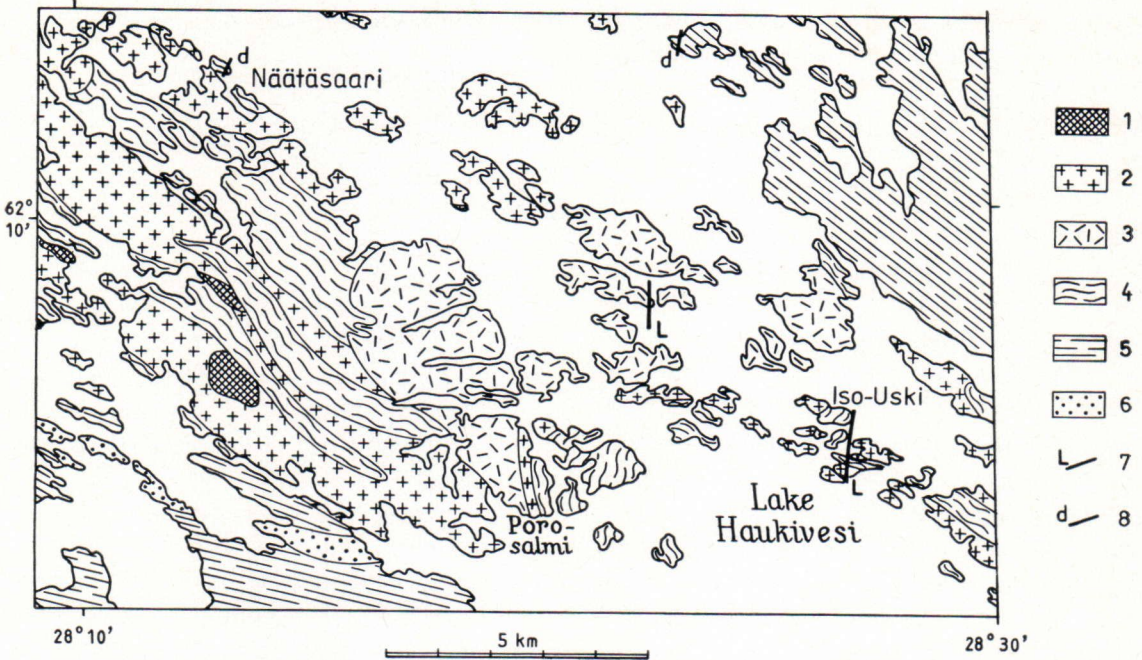 d
Näätäsaari
d
62°
10'
L
Iso-Uski
L
Lake
Haukivesi
Poro-
salmi
28°10'
5 km
28°30'
1
2
3
4
5
6
L 7
d 8